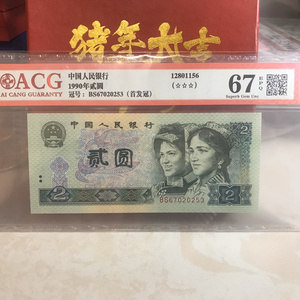 猪年大吉
ACG
AI CANG GUARANTY
中国人民银行
1990年贰圆
冠号：BS67020253（首发冠）
12801156
(☆☆☆)
67 EPQ
Superb Gem Unc
中国人民银行
2
贰圆
2
2
BS67020253